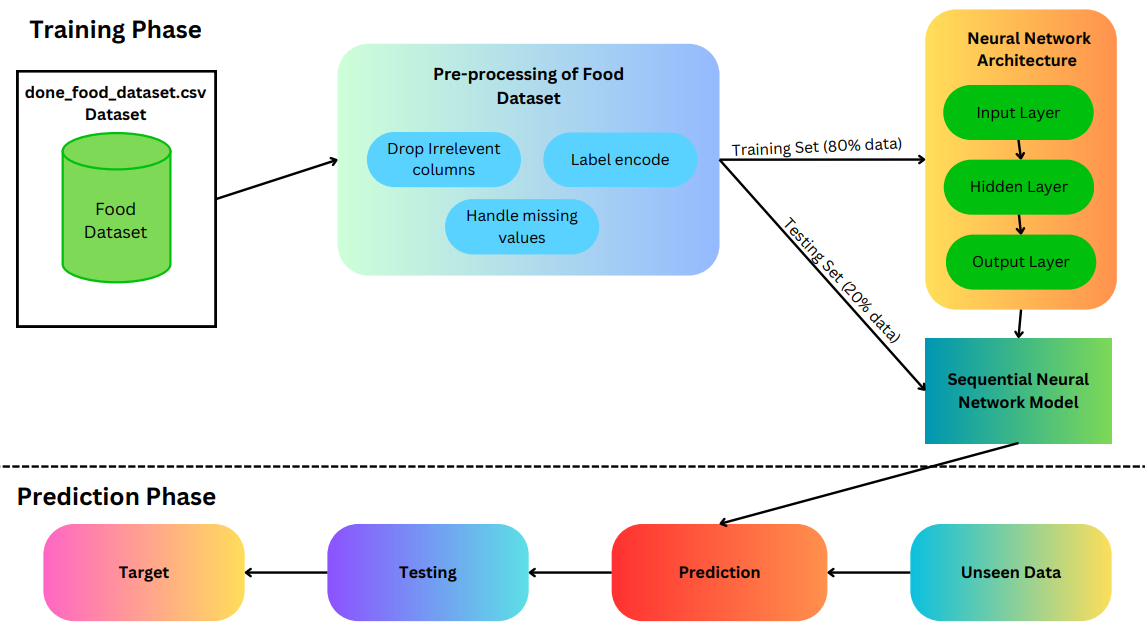 Training Phase
done_food_dataset.csv
Dataset
Food
Dataset
Pre-processing of Food
Dataset
Drop Irrelevent
columns
Label encode
Handle missing
values
Training Set (80% data)
Testing Set (20% data)
Neural Network
Architecture
Input Layer
Hidden Layer
Output Layer
Sequential Neural
Network Model
Prediction Phase
Target
Testing
Prediction
Unseen Data